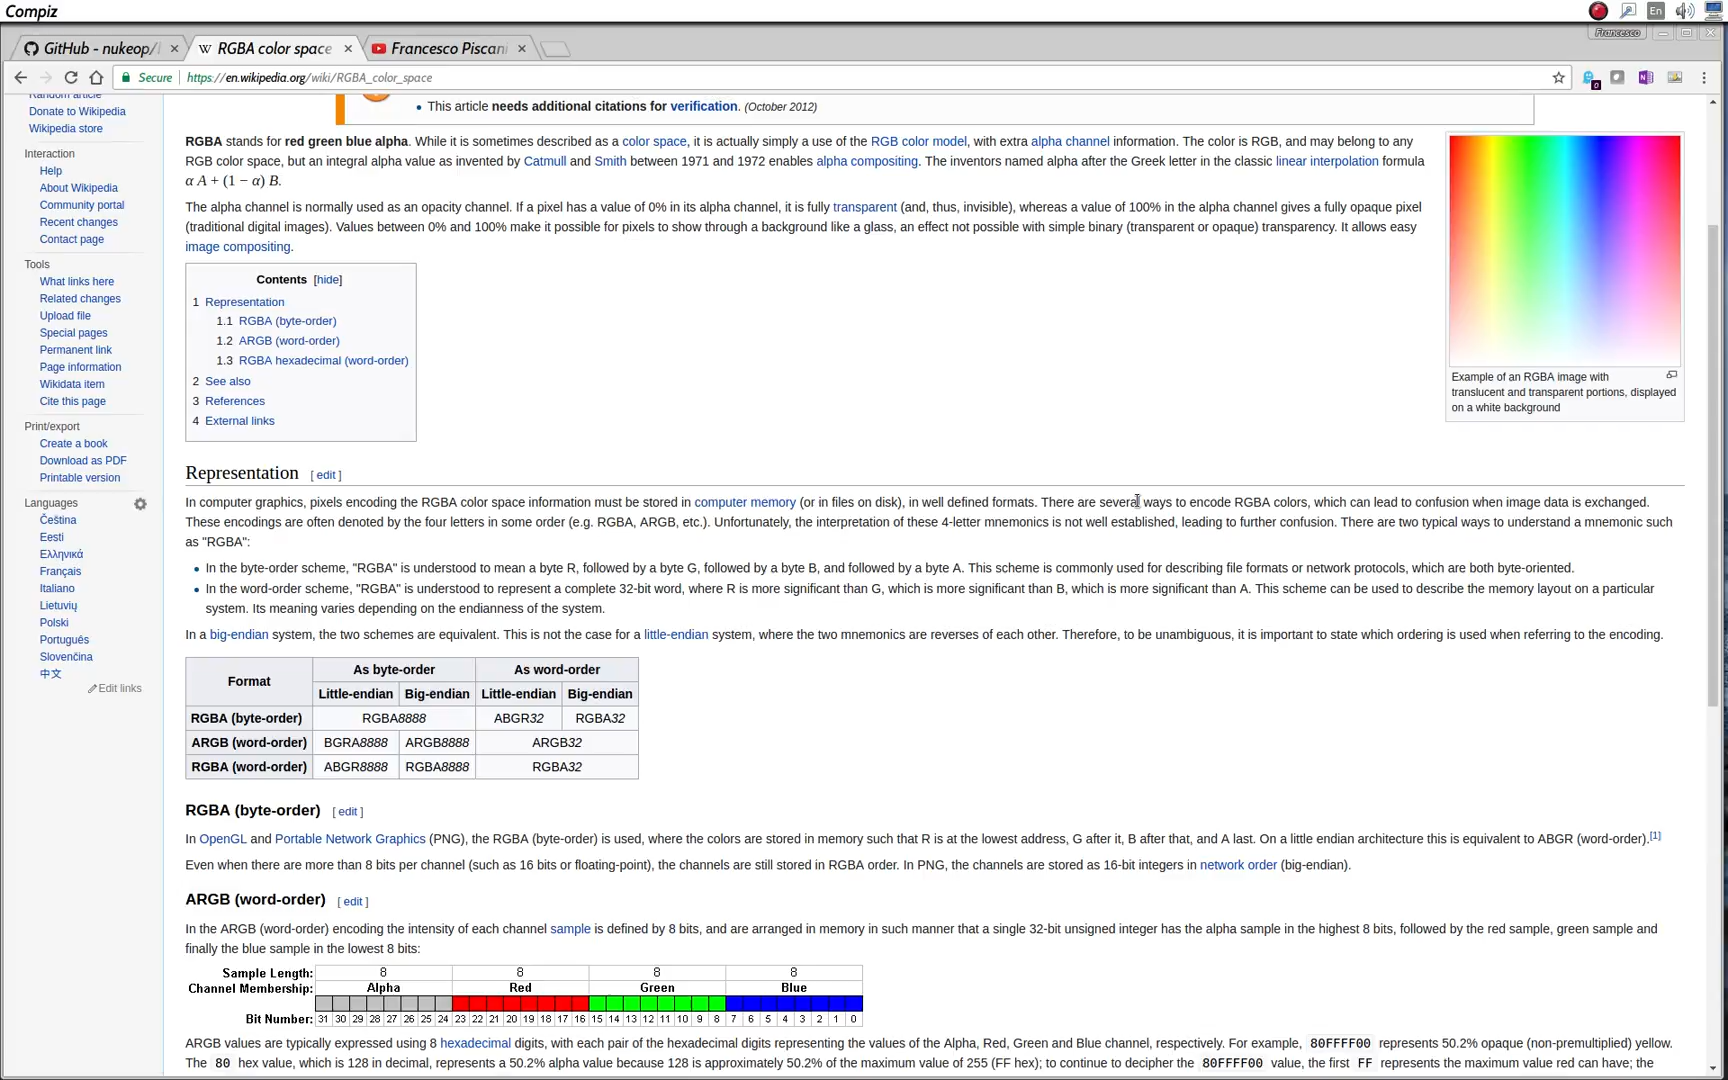 Compiz
En
GitHub - nukeop/
RGBA color space
Francesco Piscani
Francesco
Secure
https://en.wikipedia.org/wiki/RGBA_color_space
Random article
Donate to Wikipedia
Wikipedia store
Interaction
Help
About Wikipedia
Community portal
Recent changes
Contact page
Tools
What links here
Related changes
Upload file
Special pages
Permanent link
Page information
Wikidata item
Cite this page
Print/export
Create a book
Download as PDF
Printable version
Languages
Čeština
Eesti
Ελληνικά
Français
Italiano
Lietuvių
Polski
Português
Slovenčina
中文
Edit links
• This article needs additional citations for verification. (October 2012)
RGBA stands for red green blue alpha. While it is sometimes described as a color space, it is actually simply a use of the RGB color model, with extra alpha channel information. The color is RGB, and may belong to any
RGB color space, but an integral alpha value as invented by Catmull and Smith between 1971 and 1972 enables alpha compositing. The inventors named alpha after the Greek letter in the classic linear interpolation formula
α A + (1 − α) B.
The alpha channel is normally used as an opacity channel. If a pixel has a value of 0% in its alpha channel, it is fully transparent (and, thus, invisible), whereas a value of 100% in the alpha channel gives a fully opaque pixel
(traditional digital images). Values between 0% and 100% make it possible for pixels to show through a background like a glass, an effect not possible with simple binary (transparent or opaque) transparency. It allows easy
image compositing.
Example of an RGBA image with
translucent and transparent portions, displayed
on a white background
Contents [hide]
1 Representation
1.1 RGBA (byte-order)
1.2 ARGB (word-order)
1.3 RGBA hexadecimal (word-order)
2 See also
3 References
4 External links
Representation [ edit ]
In computer graphics, pixels encoding the RGBA color space information must be stored in computer memory (or in files on disk), in well defined formats. There are several ways to encode RGBA colors, which can lead to confusion when image data is exchanged.
These encodings are often denoted by the four letters in some order (e.g. RGBA, ARGB, etc.). Unfortunately, the interpretation of these 4-letter mnemonics is not well established, leading to further confusion. There are two typical ways to understand a mnemonic such
as "RGBA":
• In the byte-order scheme, "RGBA" is understood to mean a byte R, followed by a byte G, followed by a byte B, and followed by a byte A. This scheme is commonly used for describing file formats or network protocols, which are both byte-oriented.
• In the word-order scheme, "RGBA" is understood to represent a complete 32-bit word, where R is more significant than G, which is more significant than B, which is more significant than A. This scheme can be used to describe the memory layout on a particular
system. Its meaning varies depending on the endianness of the system.
In a big-endian system, the two schemes are equivalent. This is not the case for a little-endian system, where the two mnemonics are reverses of each other. Therefore, to be unambiguous, it is important to state which ordering is used when referring to the encoding.
Format As byte-order As word-order
Little-endian Big-endian Little-endian Big-endian
RGBA (byte-order) RGBA8888 ABGR32 RGBA32
ARGB (word-order) BGRA8888 ARGB8888 ARGB32
RGBA (word-order) ABGR8888 RGBA8888 RGBA32
RGBA (byte-order) [ edit ]
In OpenGL and Portable Network Graphics (PNG), the RGBA (byte-order) is used, where the colors are stored in memory such that R is at the lowest address, G after it, B after that, and A last. On a little endian architecture this is equivalent to ABGR (word-order).[1]
Even when there are more than 8 bits per channel (such as 16 bits or floating-point), the channels are still stored in RGBA order. In PNG, the channels are stored as 16-bit integers in network order (big-endian).
ARGB (word-order) [ edit ]
In the ARGB (word-order) encoding the intensity of each channel sample is defined by 8 bits, and are arranged in memory in such manner that a single 32-bit unsigned integer has the alpha sample in the highest 8 bits, followed by the red sample, green sample and
finally the blue sample in the lowest 8 bits:
Sample Length: 8 8 8 8
Channel Membership: Alpha Red Green Blue
Bit Number: 31 30 29 28 27 26 25 24 23 22 21 20 19 18 17 16 15 14 13 12 11 10 9 8 7 6 5 4 3 2 1 0
ARGB values are typically expressed using 8 hexadecimal digits, with each pair of the hexadecimal digits representing the values of the Alpha, Red, Green and Blue channel, respectively. For example, 80FFFF00 represents 50.2% opaque (non-premultiplied) yellow.
The 80 hex value, which is 128 in decimal, represents a 50.2% alpha value because 128 is approximately 50.2% of the maximum value of 255 (FF hex); to continue to decipher the 80FFFF00 value, the first FF represents the maximum value red can have; the